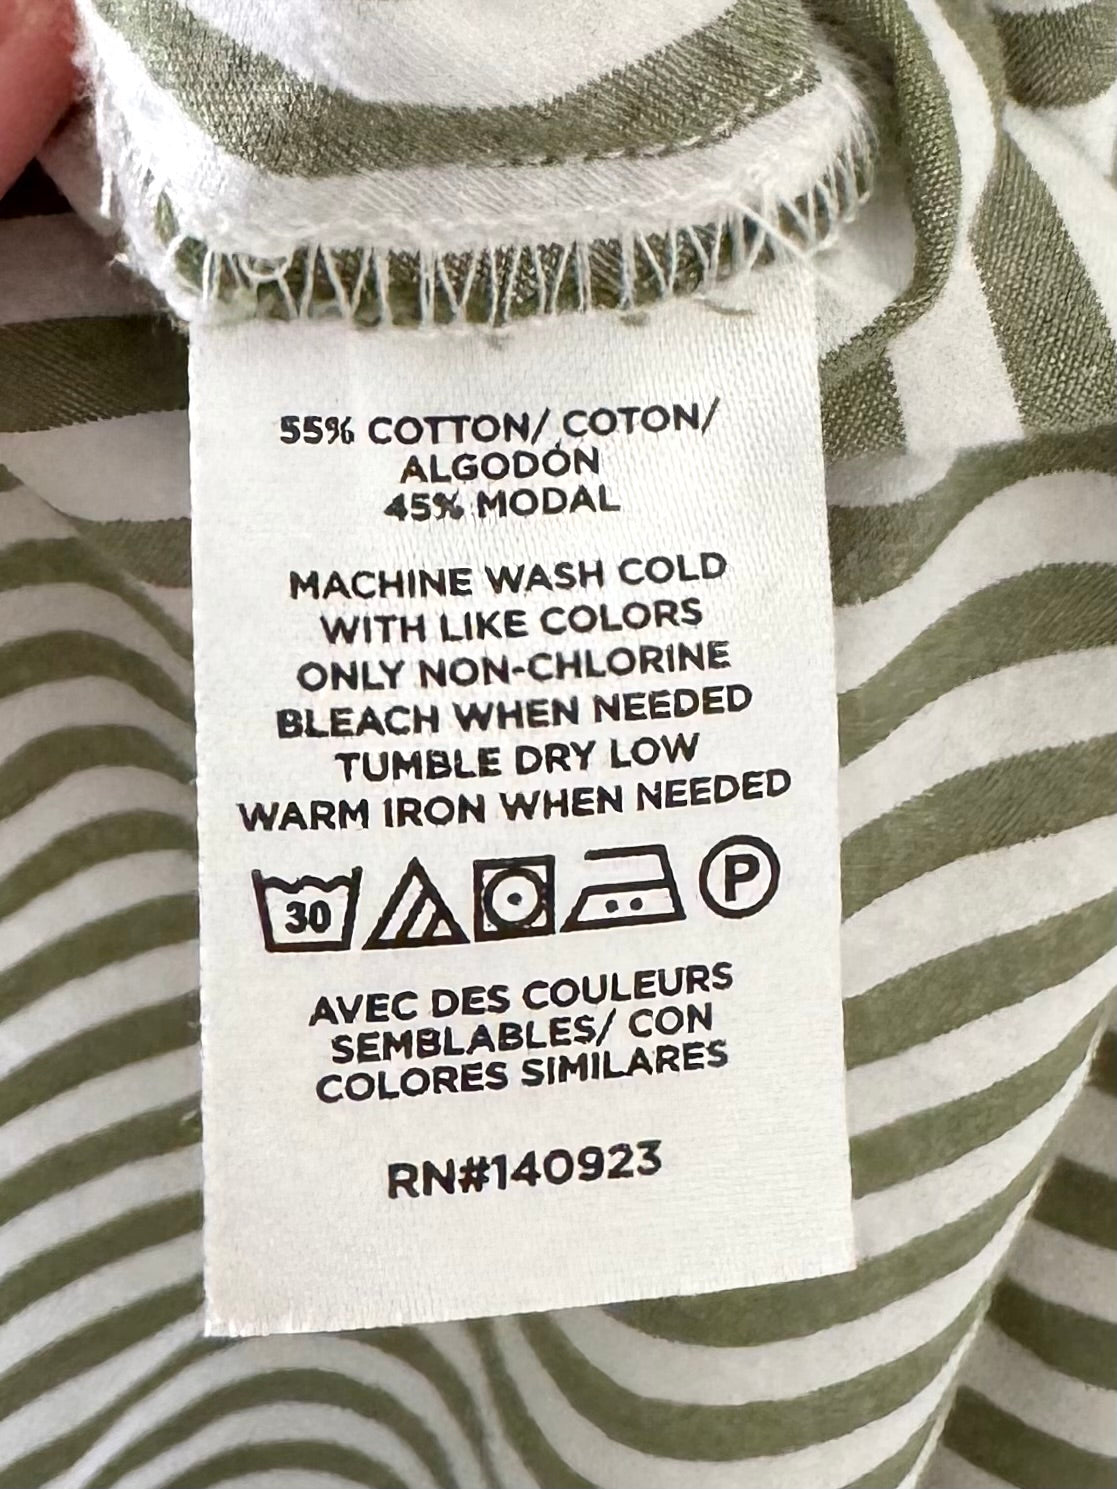 55% COTTON/ COTON/
ALGODÓN
45% MODAL
MACHINE WASH COLD
WITH LIKE COLORS
ONLY NON-CHLORINE
BLEACH WHEN NEEDED
TUMBLE DRY LOW
WARM IRON WHEN NEEDED
30 P
AVEC DES COULEURS
SEMBLABLES/ CON
COLORES SIMILARES
RN#140923